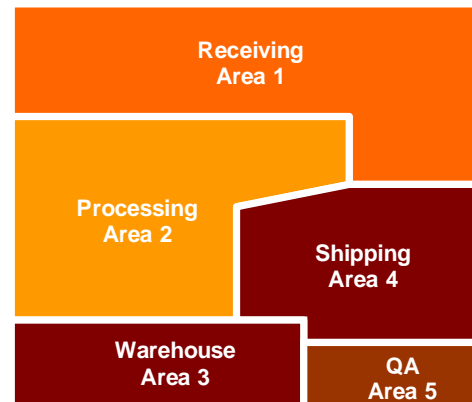 Receiving
Area 1
Processing
Area 2
Shipping
Area 4
Warehouse
Area 3
QA
Area 5